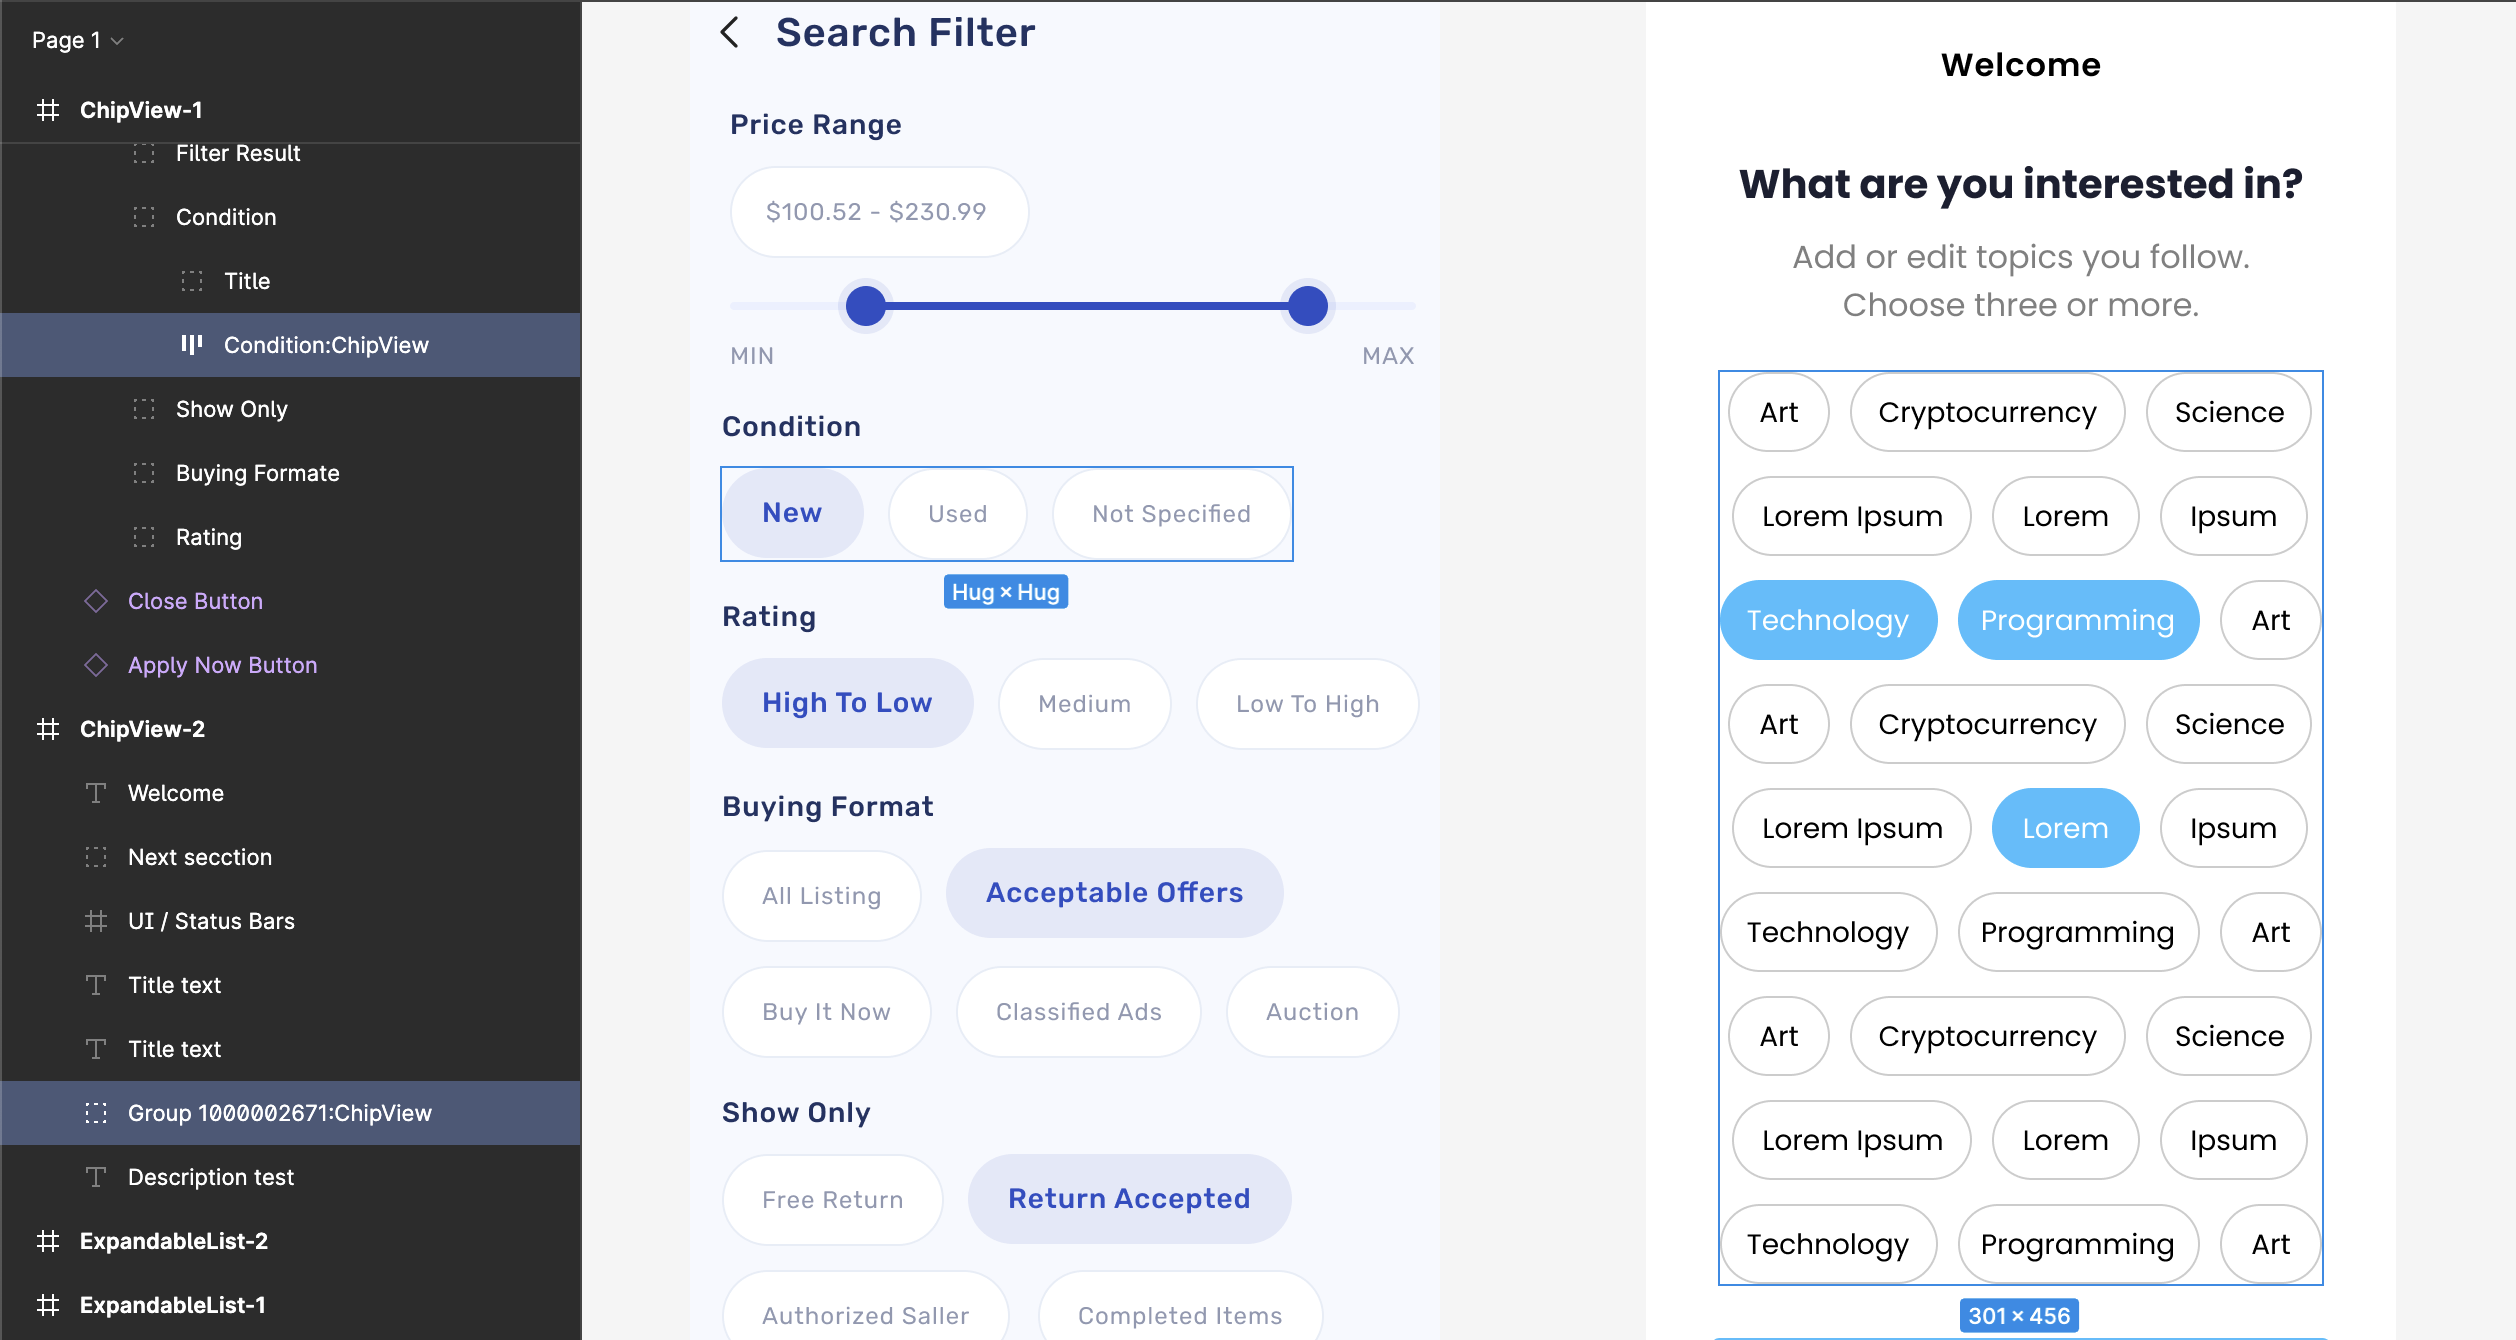 Page 1
ChipView-1
Filter Result
Condition
Title
Condition:ChipView
Show Only
Buying Formate
Rating
Close Button
Apply Now Button
ChipView-2
Welcome
Next secction
UI / Status Bars
Title text
Title text
Group 1000002671:ChipView
Description test
ExpandableList-2
ExpandableList-1
Search Filter
Price Range
$100.52 - $230.99
MIN MAX
Condition
New Used Not Specified
Hug × Hug
Rating
High To Low Medium Low To High
Buying Format
All Listing Acceptable Offers
Buy It Now Classified Ads Auction
Show Only
Free Return Return Accepted
Authorized Saller Completed Items
Welcome
What are you interested in?
Add or edit topics you follow.
Choose three or more.
Art Cryptocurrency Science
Lorem Ipsum Lorem Ipsum
Technology Programming Art
Art Cryptocurrency Science
Lorem Ipsum Lorem Ipsum
Technology Programming Art
Art Cryptocurrency Science
Lorem Ipsum Lorem Ipsum
Technology Programming Art
301 × 456